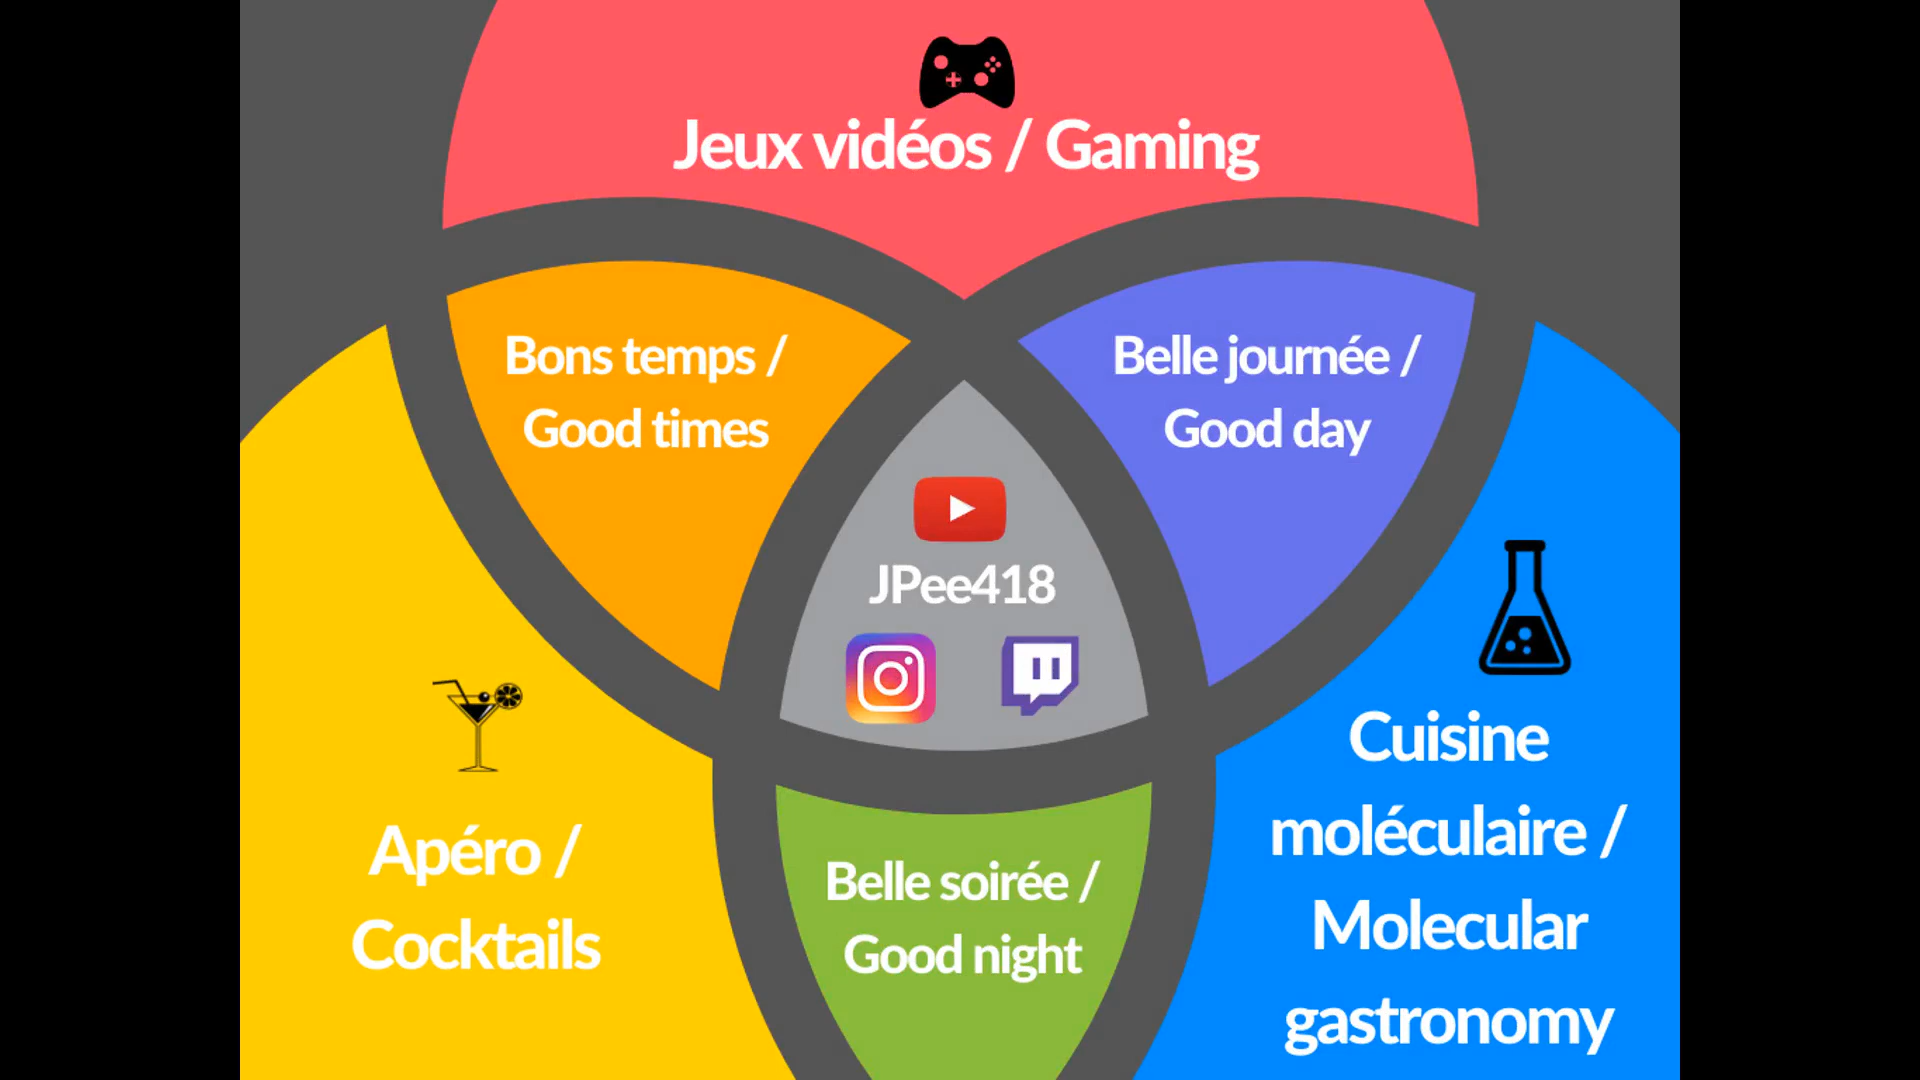 Jeux vidéos / Gaming
Bons temps /
Good times
Belle journée /
Good day
JPee418
Apéro /
Cocktails
Belle soirée /
Good night
Cuisine
moléculaire /
Molecular
gastronomy